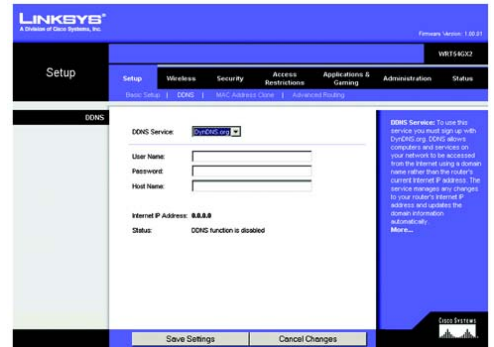 LINKSYS®
A Division of Cisco Systems, Inc.
Firmware Version: 1.00.01
WRT54GX2
Setup
Setup Wireless Security Access Restrictions Applications & Gaming Administration Status
Basic Setup | DDNS | MAC Address Clone | Advanced Routing
DDNS
DDNS Service: DynDNS.org
User Name:
Password:
Host Name:
Internet IP Address: 0.0.0.0
Status: DDNS function is disabled
DDNS Service: To use this
service you must sign up with
DynDNS.org. DDNS allows
computers and services on
your network to be accessed
from the Internet using a domain
name rather than the router's
current Internet IP address. The
service manages any changes
to your router's Internet IP
address and updates the
domain information
automatically.
More...
CISCO SYSTEMS
Save Settings Cancel Changes